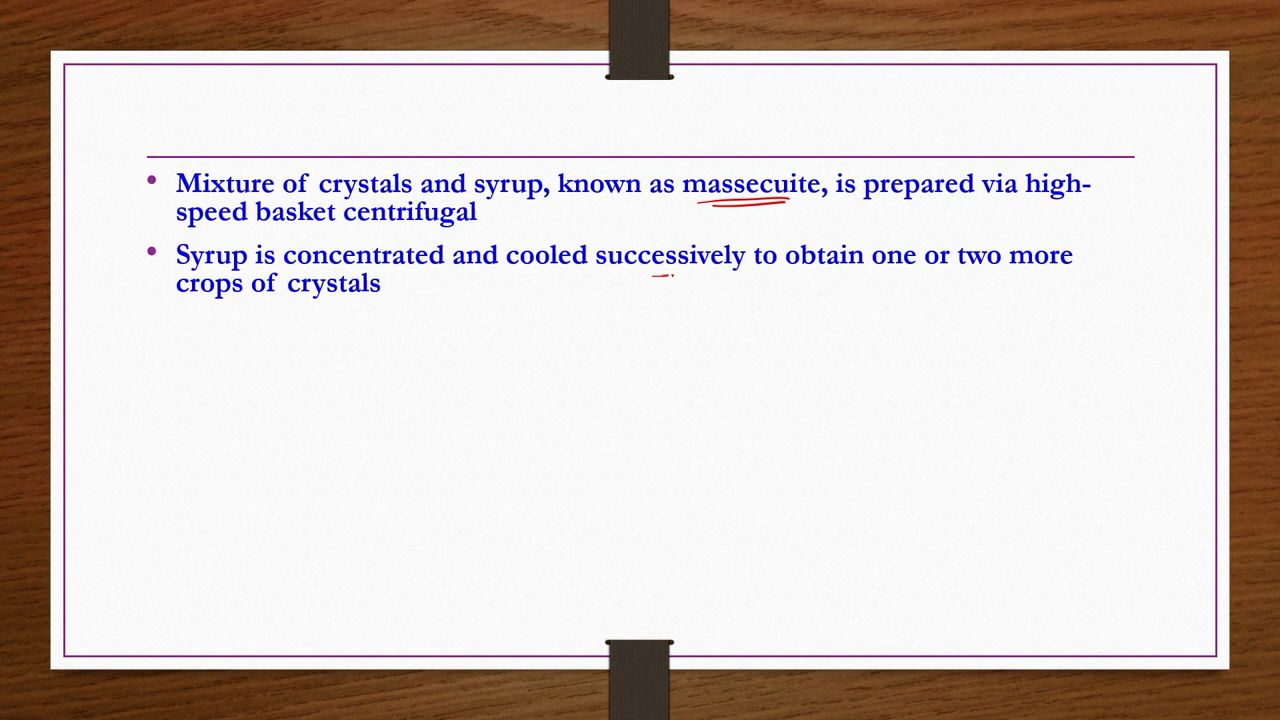 • Mixture of crystals and syrup, known as massecuite, is prepared via high-
speed basket centrifugal
• Syrup is concentrated and cooled successively to obtain one or two more
crops of crystals